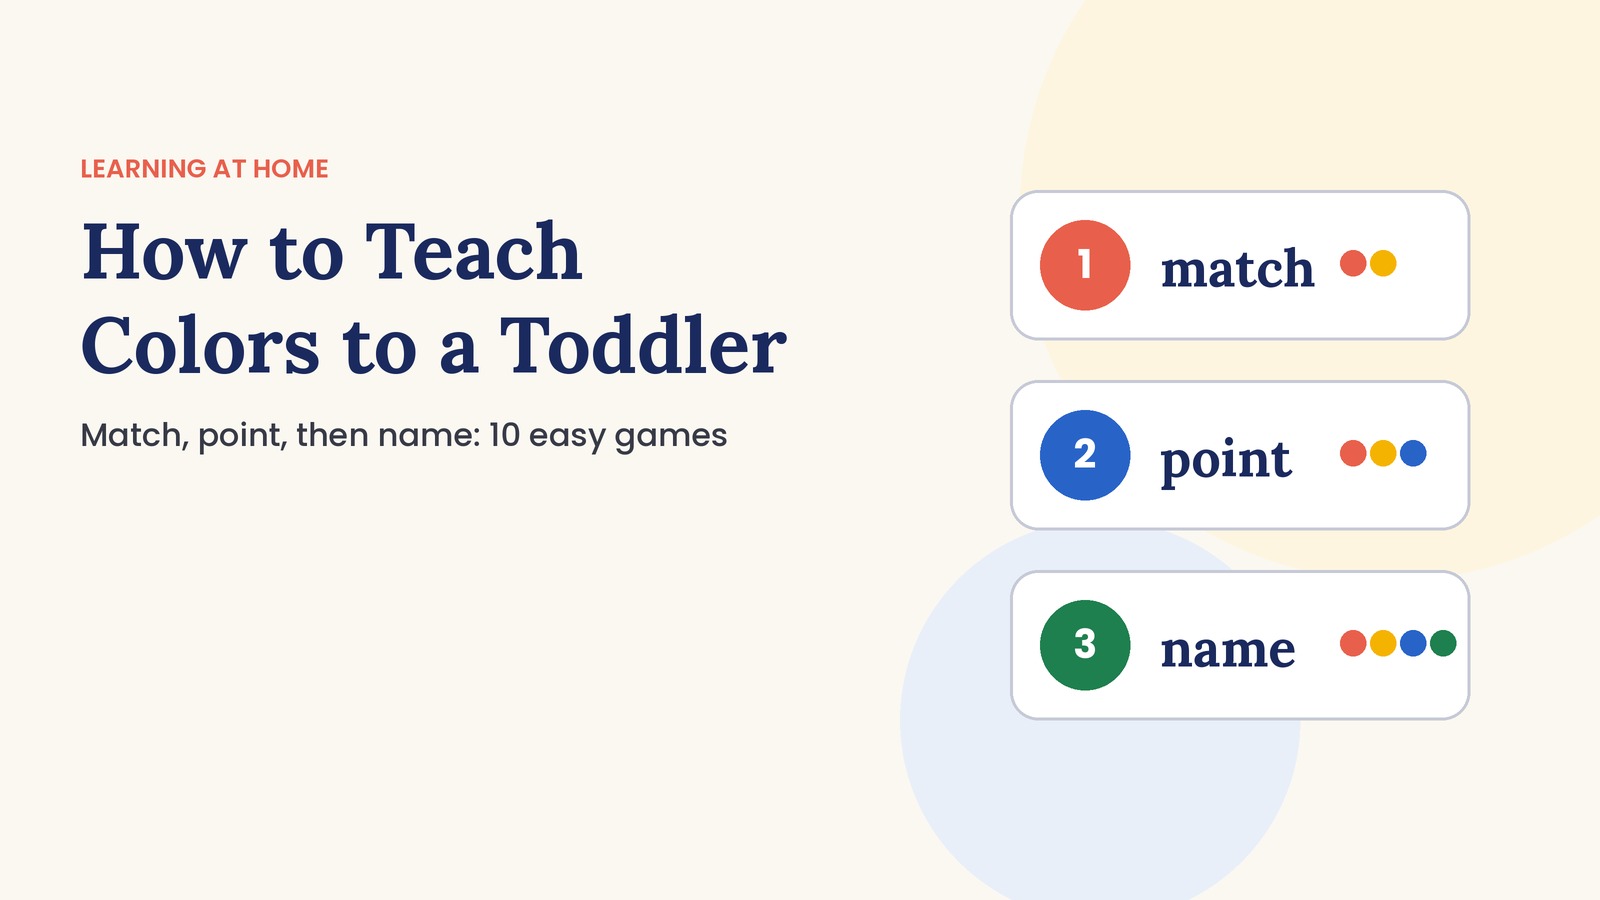 LEARNING AT HOME
How to Teach
Colors to a Toddler
Match, point, then name: 10 easy games
1 match
2 point
3 name